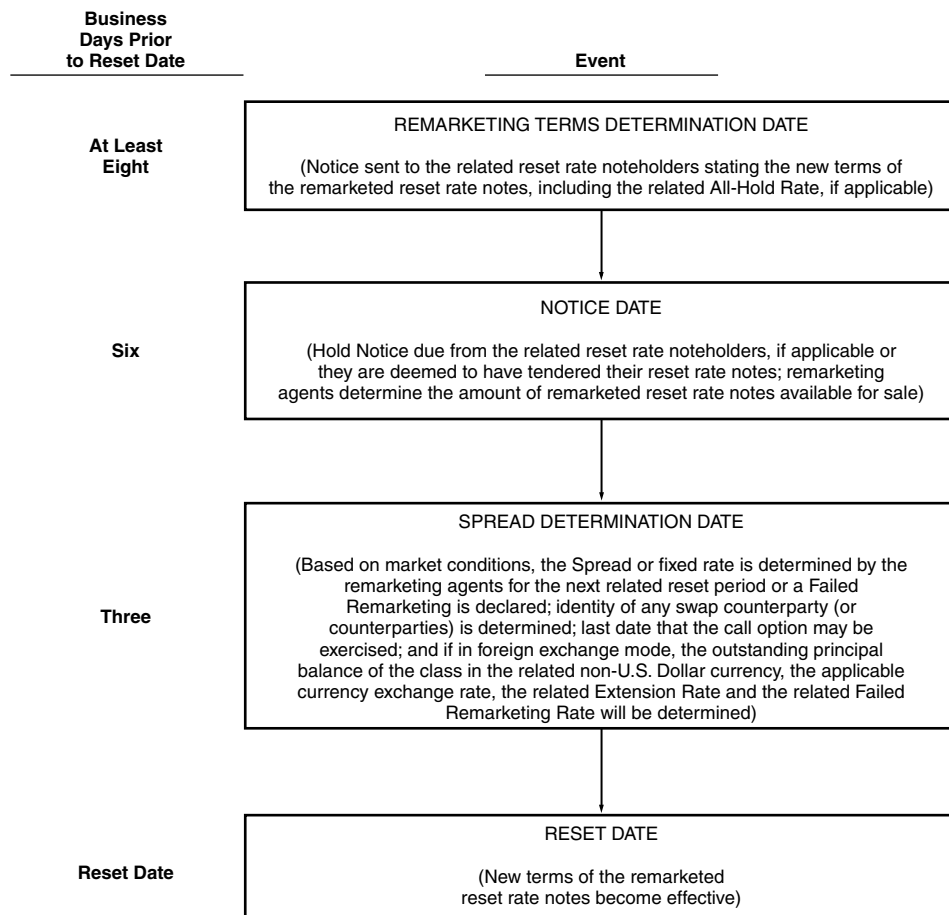 Business
Days Prior
to Reset Date
Event
At Least
Eight
REMARKETING TERMS DETERMINATION DATE
(Notice sent to the related reset rate noteholders stating the new terms of
the remarketed reset rate notes, including the related All-Hold Rate, if applicable)
Six
NOTICE DATE
(Hold Notice due from the related reset rate noteholders, if applicable or
they are deemed to have tendered their reset rate notes; remarketing
agents determine the amount of remarketed reset rate notes available for sale)
Three
SPREAD DETERMINATION DATE
(Based on market conditions, the Spread or fixed rate is determined by the
remarketing agents for the next related reset period or a Failed
Remarketing is declared; identity of any swap counterparty (or
counterparties) is determined; last date that the call option may be
exercised; and if in foreign exchange mode, the outstanding principal
balance of the class in the related non-U.S. Dollar currency, the applicable
currency exchange rate, the related Extension Rate and the related Failed
Remarketing Rate will be determined)
Reset Date
RESET DATE
(New terms of the remarketed
reset rate notes become effective)